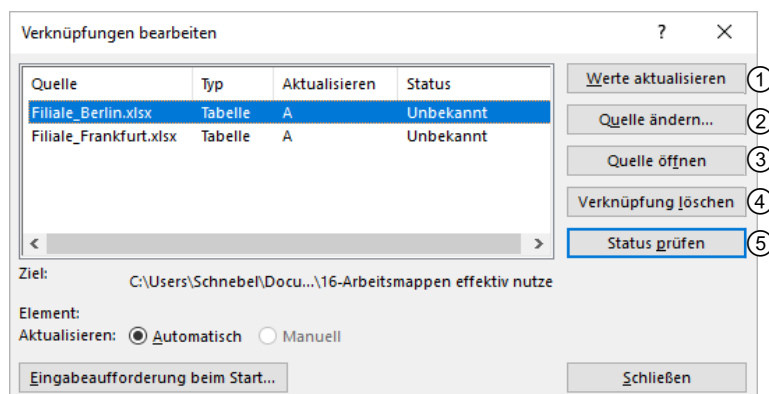 Verknüpfungen bearbeiten ? ×
Quelle Typ Aktualisieren Status
Filiale_Berlin.xlsx Tabelle A Unbekannt
Filiale_Frankfurt.xlsx Tabelle A Unbekannt
Werte aktualisieren ①
Quelle ändern... ②
Quelle öffnen ③
Verknüpfung löschen ④
Status prüfen ⑤
Ziel: C:\Users\Schnebel\Docu...\16-Arbeitsmappen effektiv nutze
Element:
Aktualisieren: Automatisch Manuell
Eingabeaufforderung beim Start... Schließen